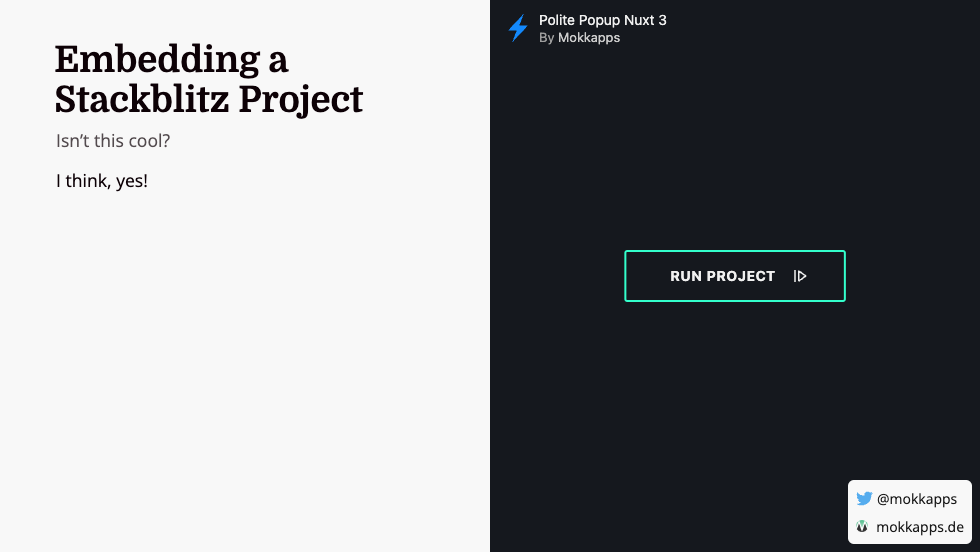 Embedding a
Stackblitz Project
Isn’t this cool?
I think, yes!
Polite Popup Nuxt 3
By Mokkapps
RUN PROJECT
@mokkapps
mokkapps.de